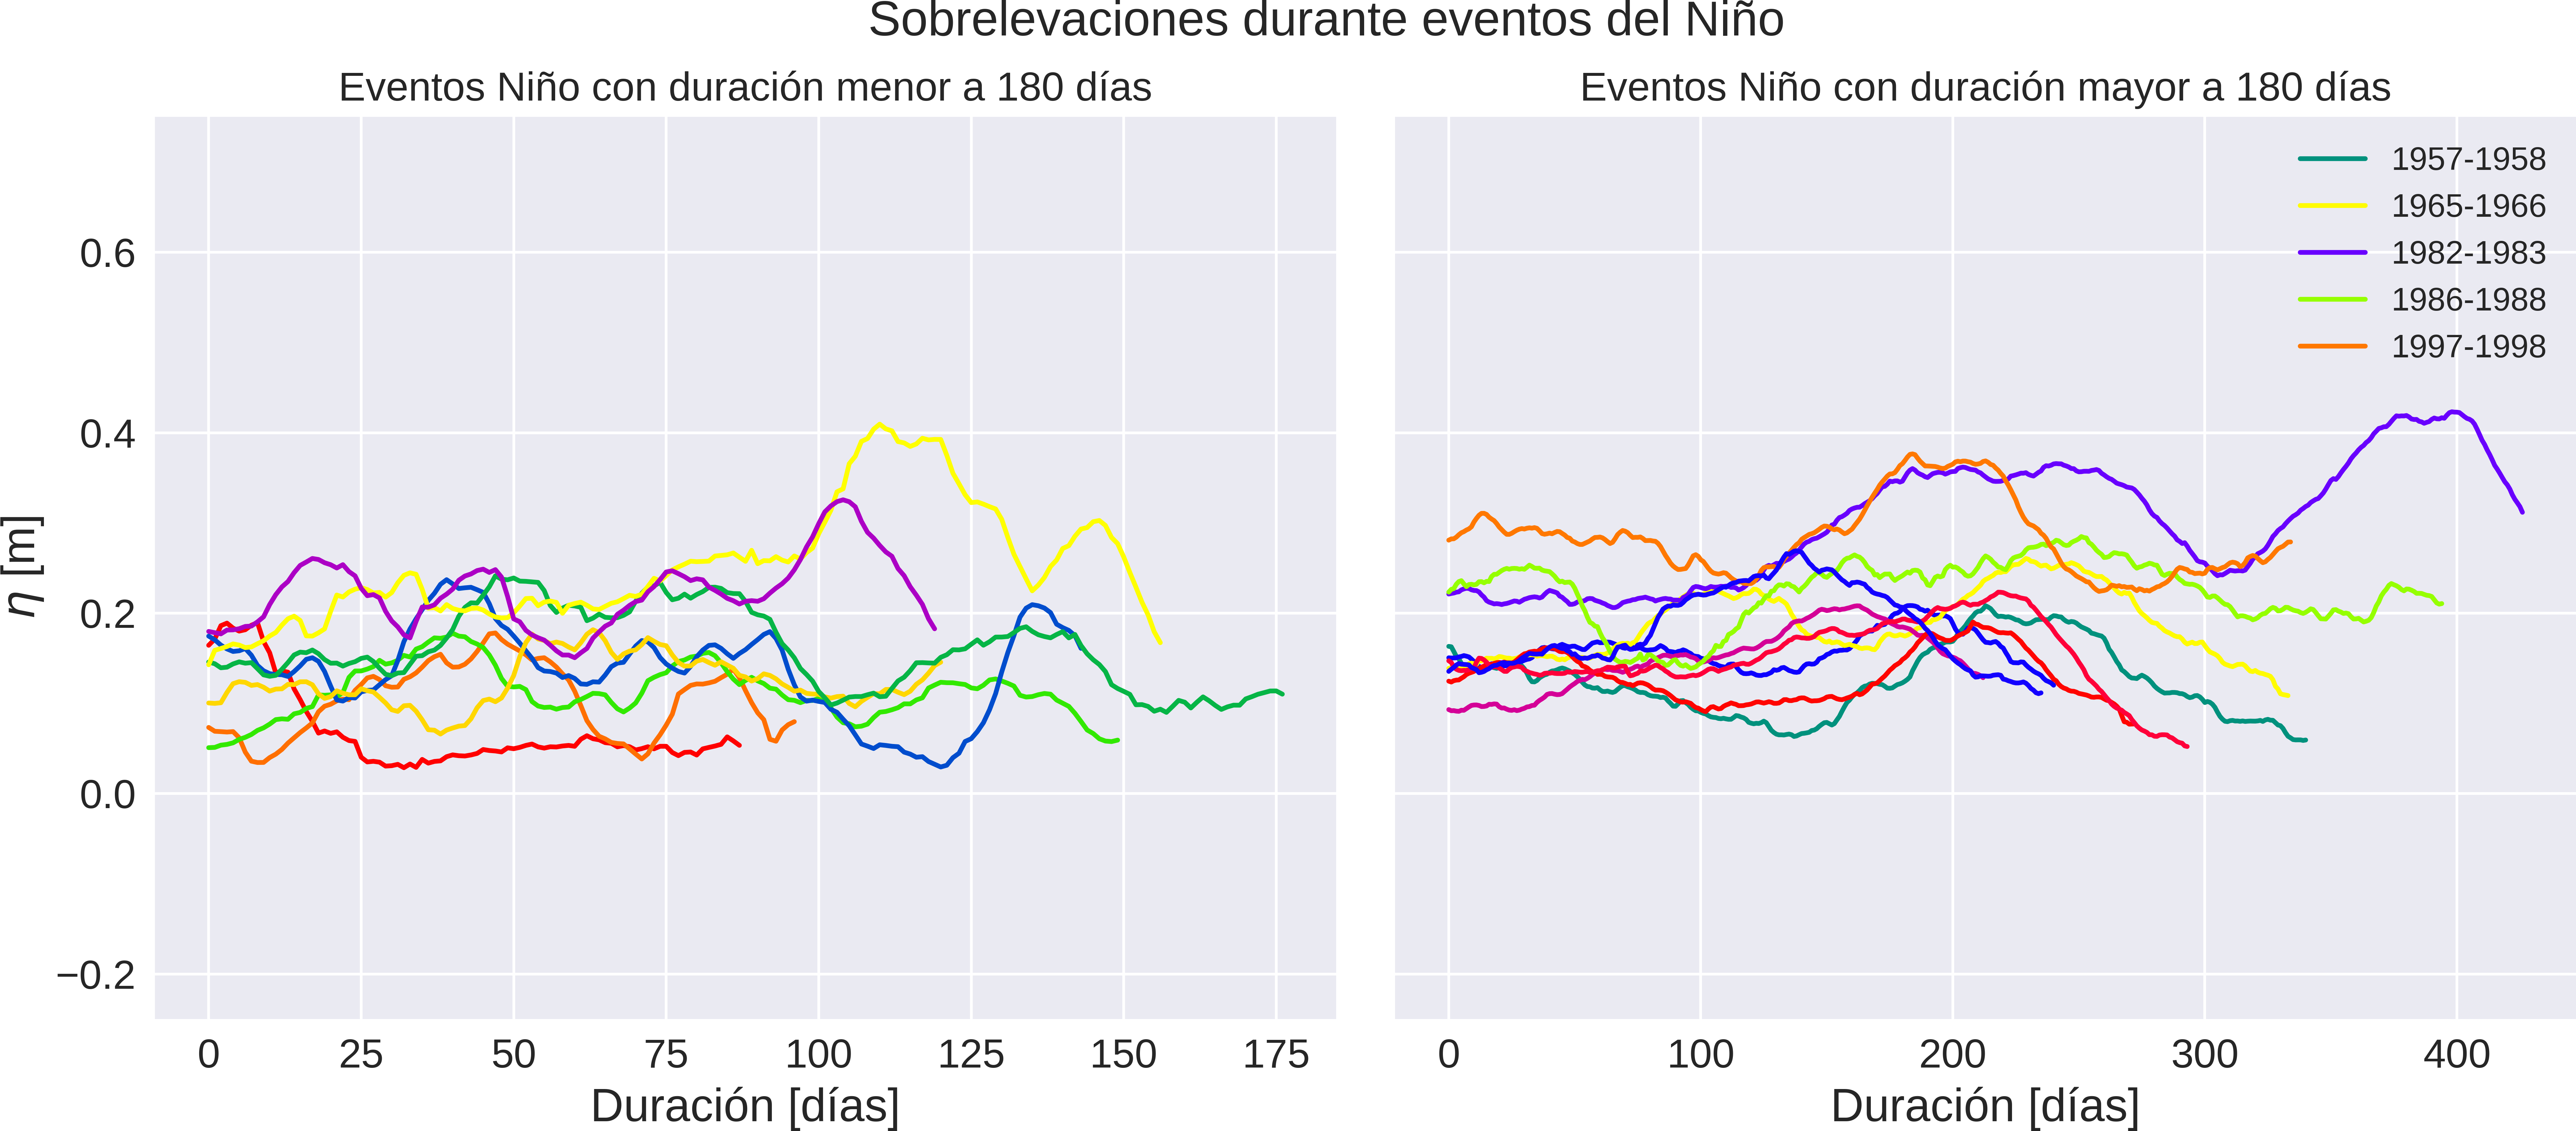 Sobrelevaciones durante eventos del Niño
Eventos Niño con duración menor a 180 días
Eventos Niño con duración mayor a 180 días
1957-1958
1965-1966
1982-1983
1986-1988
1997-1998
0.6
0.4
0.2
0.0
−0.2
η [m]
0 25 50 75 100 125 150 175
0 100 200 300 400
Duración [días]
Duración [días]